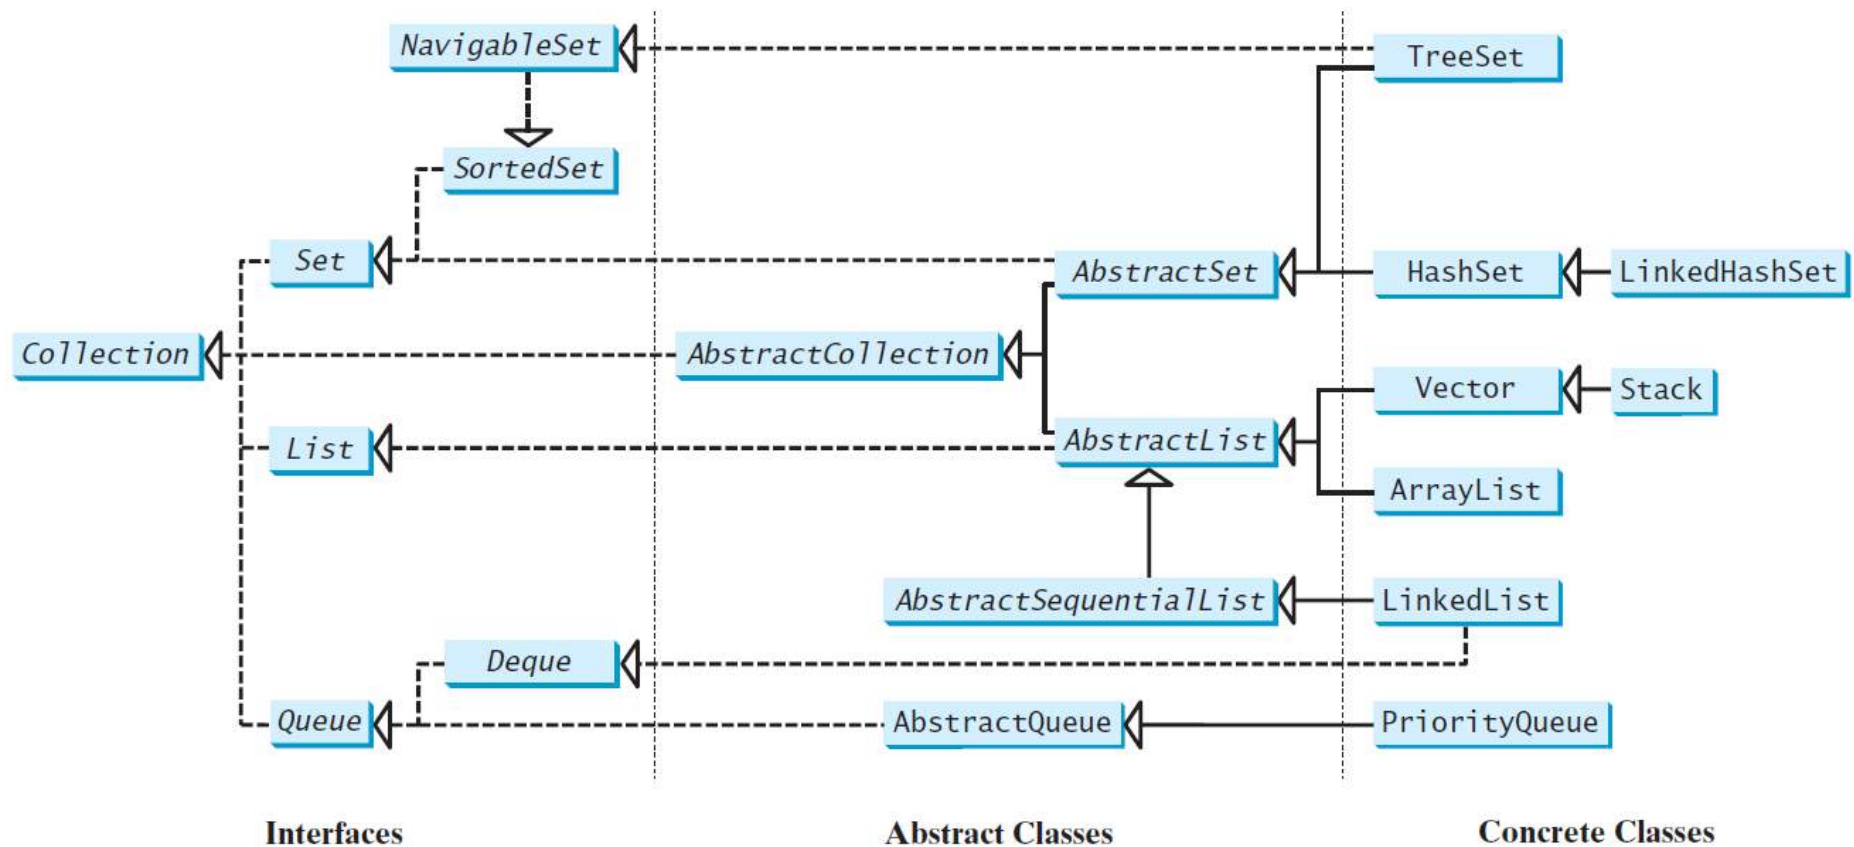 NavigableSet
TreeSet
SortedSet
Set
AbstractSet
HashSet
LinkedHashSet
Collection
AbstractCollection
Vector
Stack
List
AbstractList
ArrayList
AbstractSequentialList
LinkedList
Deque
Queue
AbstractQueue
PriorityQueue
Interfaces
Abstract Classes
Concrete Classes